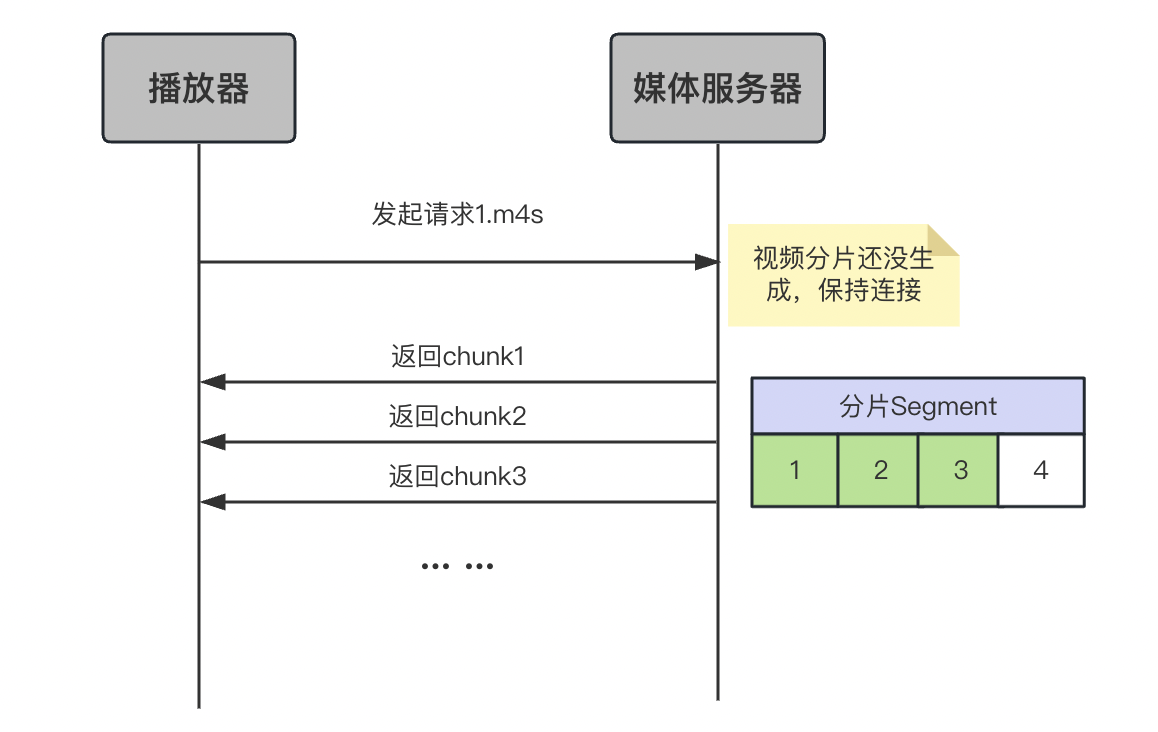 播放器
媒体服务器
发起请求1.m4s
视频分片还没生
成，保持连接
返回chunk1
返回chunk2
返回chunk3
分片Segment
1 2 3 4
... ...